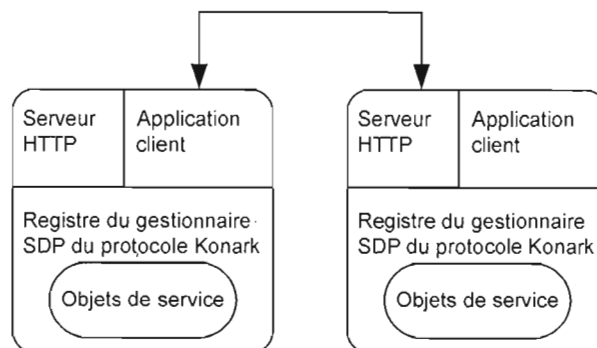 Serveur
HTTP
Application
client
Registre du gestionnaire
SDP du protocole Konark
Objets de service
Serveur
HTTP
Application
client
Registre du gestionnaire
SDP du protocole Konark
Objets de service